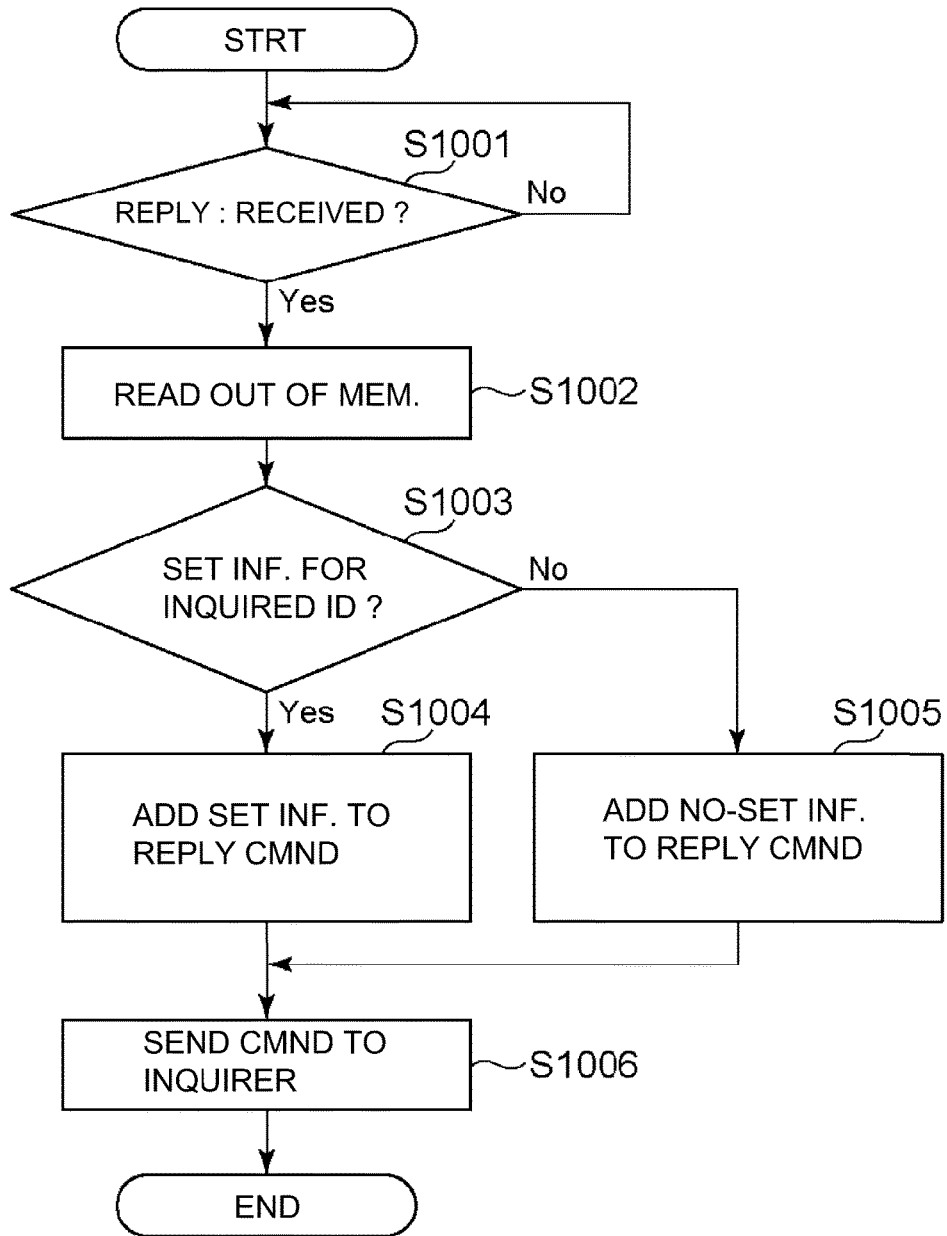 STRT
S1001
REPLY : RECEIVED ?
No
Yes
READ OUT OF MEM.
S1002
S1003
SET INF. FOR
INQUIRED ID ?
No
Yes
S1004
S1005
ADD SET INF. TO
REPLY CMND
ADD NO-SET INF.
TO REPLY CMND
SEND CMND TO
INQUIRER
S1006
END